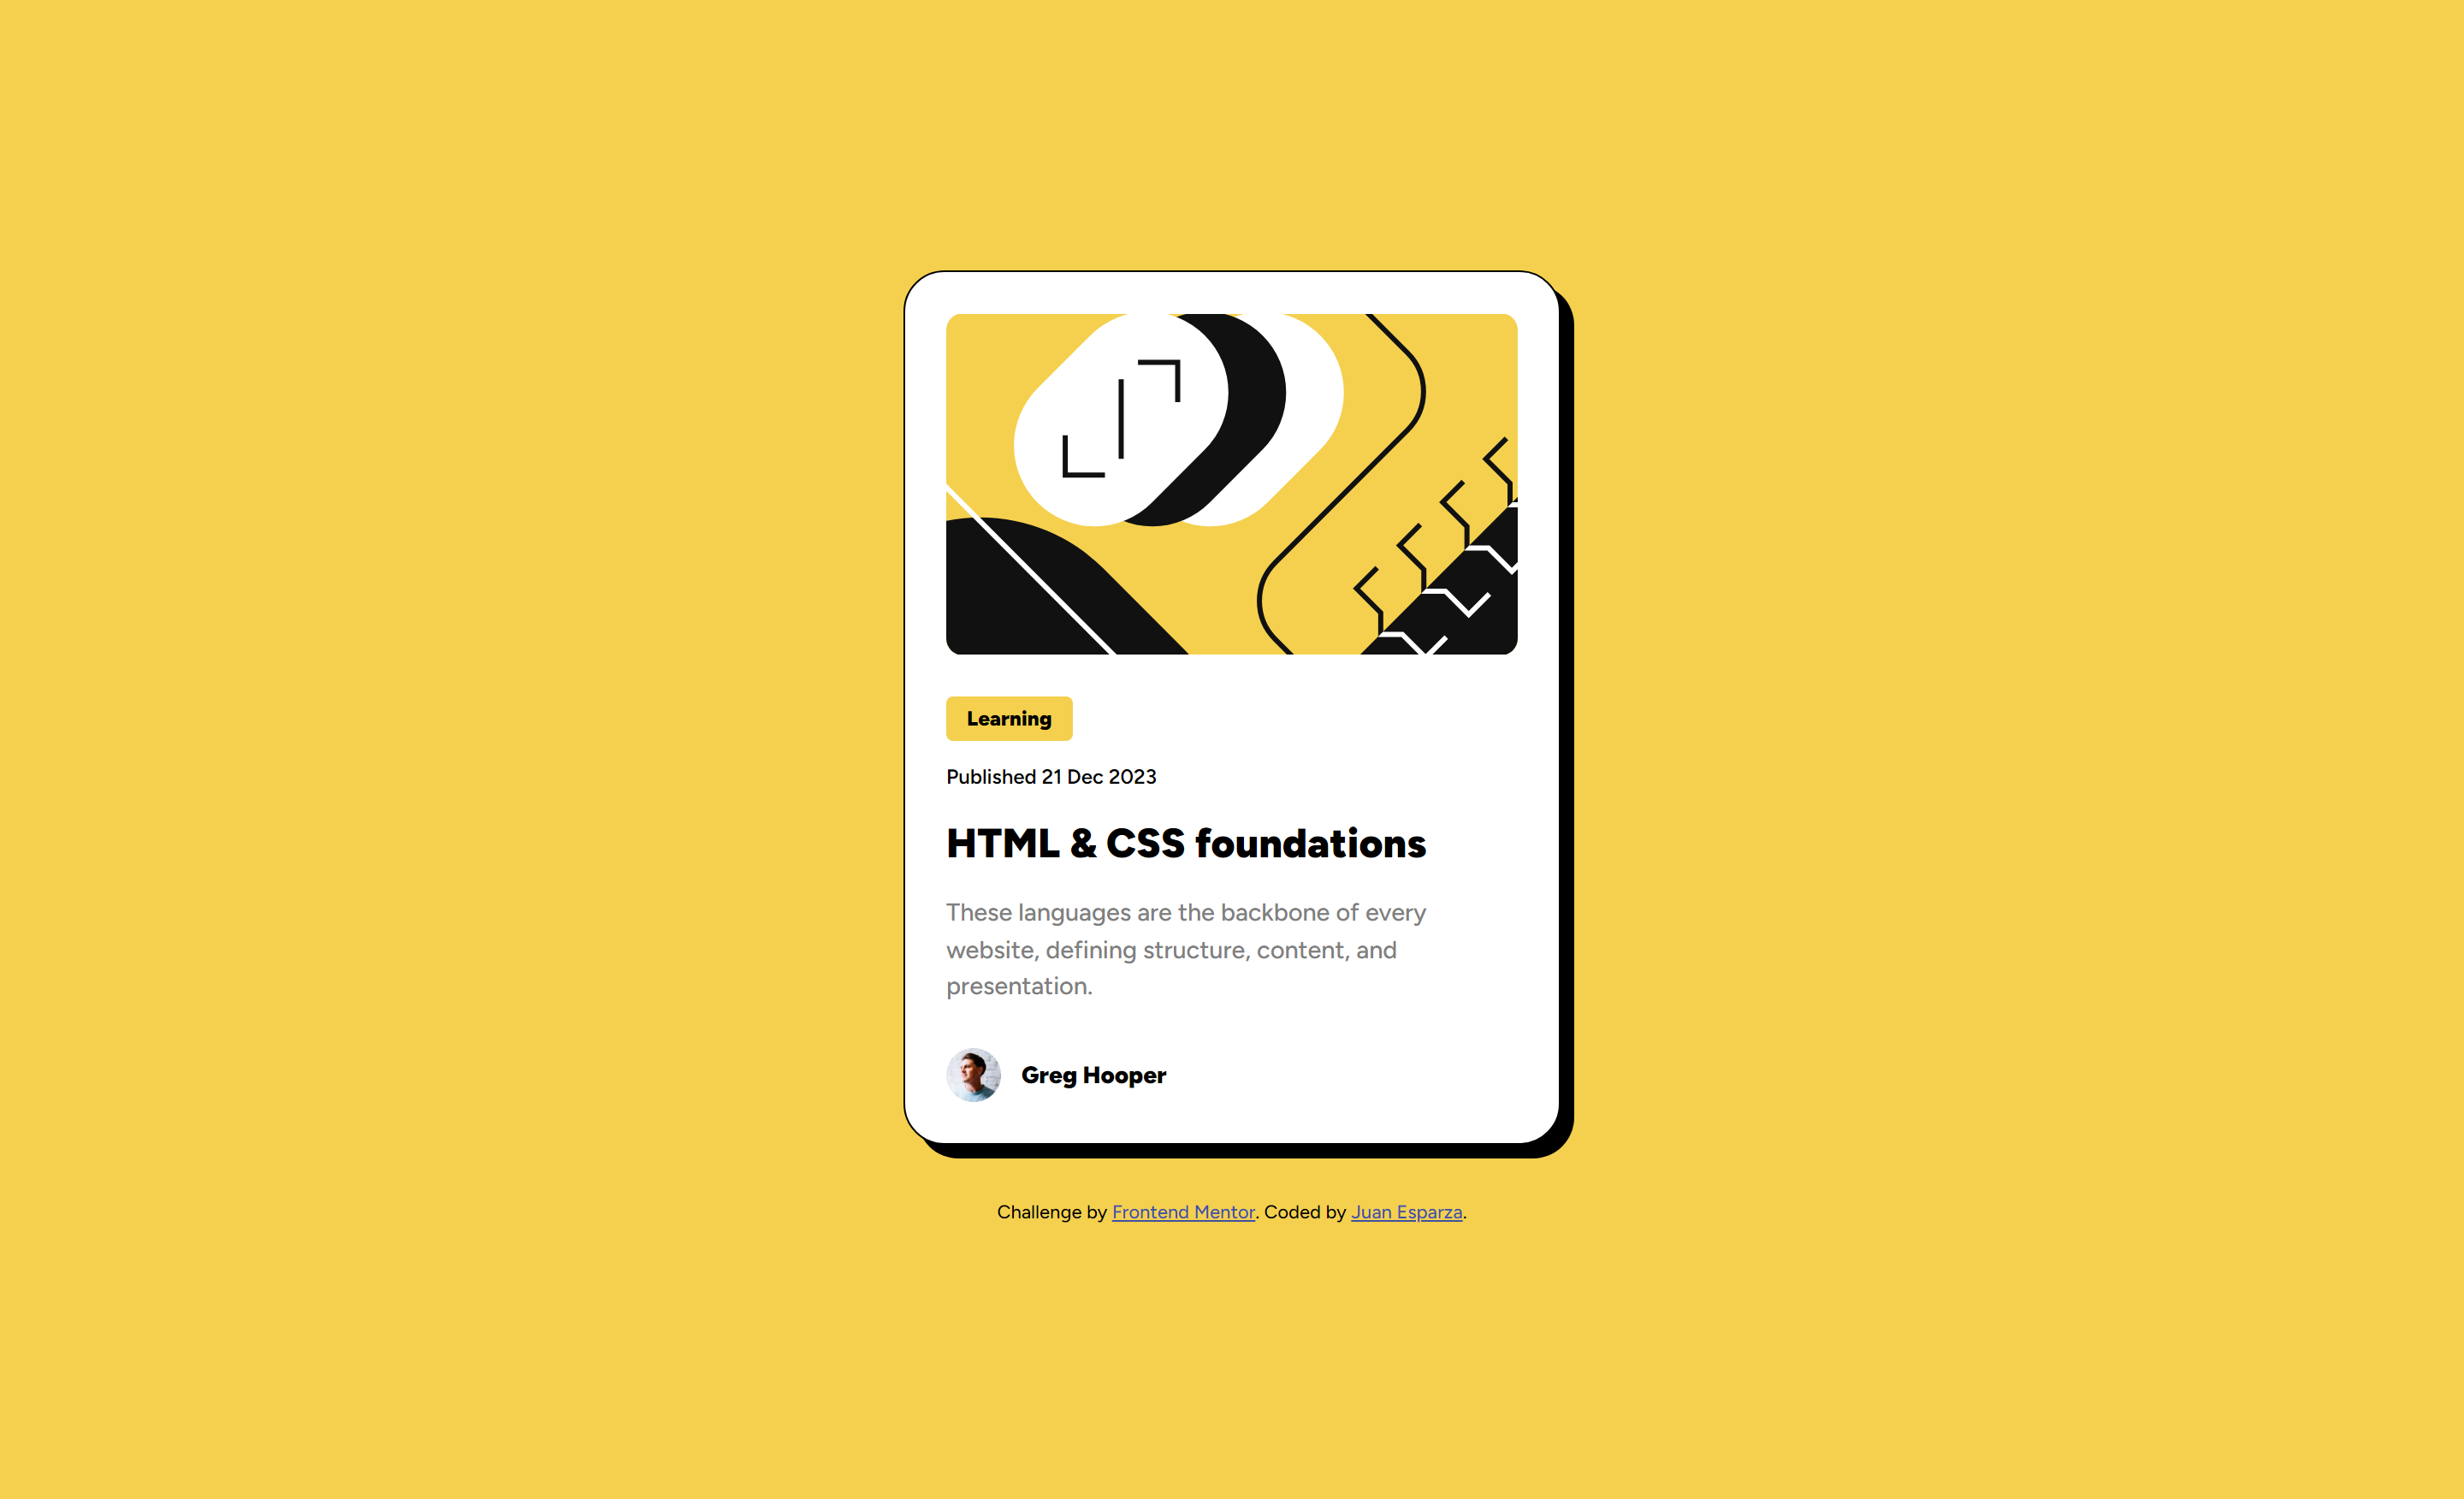 Learning
Published 21 Dec 2023
HTML & CSS foundations
These languages are the backbone of every
website, defining structure, content, and
presentation.
Greg Hooper
Challenge by Frontend Mentor. Coded by Juan Esparza.